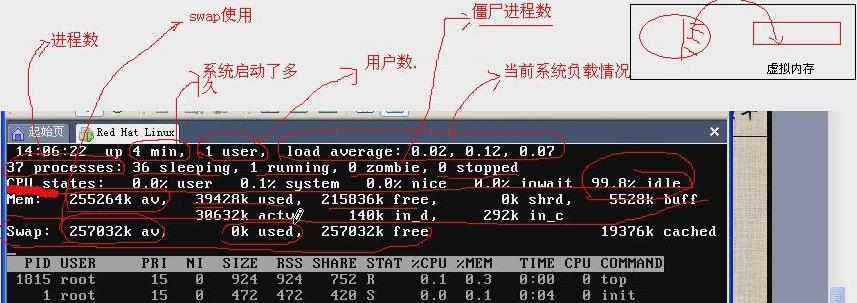 swap使用
僵尸进程数
进程数
系统启动了多久
用户数.
当前系统负载情况
虚拟内存
起始页
Red Hat Linux
14:06:22 up 4 min, 1 user, load average: 0.02, 0.12, 0.07
37 processes: 36 sleeping, 1 running, 0 zombie, 0 stopped
CPU states: 0.0% user 0.1% system 0.0% nice 0.0% iowait 99.8% idle
Mem: 255264k av, 39428k used, 215836k free, 0k shrd, 5528k buff
30632k actv, 140k in_d, 292k in_c
Swap: 257032k av, 0k used, 257032k free 19376k cached
PID USER PRI NI SIZE RSS SHARE STAT %CPU %MEM TIME CPU COMMAND
1815 root 15 0 924 924 752 R 0.1 0.3 0:00 0 top
1 root 15 0 472 472 420 S 0.0 0.1 0:04 0 init